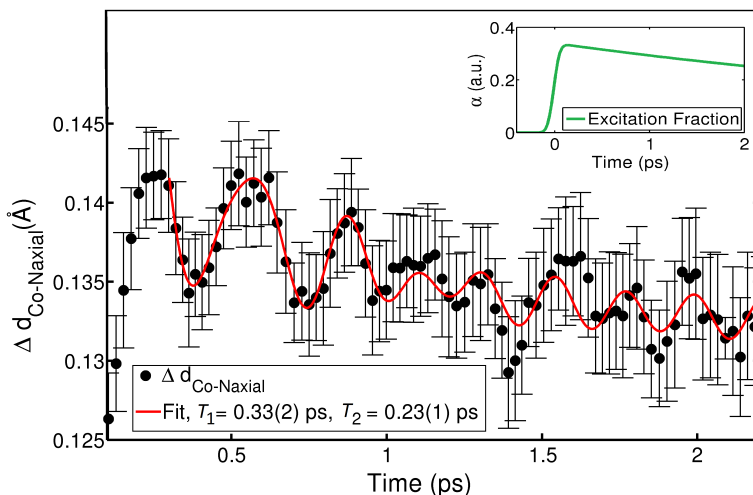 0.4
0.2
0
α (a.u.)
Excitation Fraction
0
1
2
Time (ps)
0.145
0.14
0.135
0.13
0.125
Δ d Co-Naxial (Å)
Δ d Co-Naxial
Fit, T1= 0.33(2) ps, T2 = 0.23(1) ps
0.5
1
1.5
2
Time (ps)